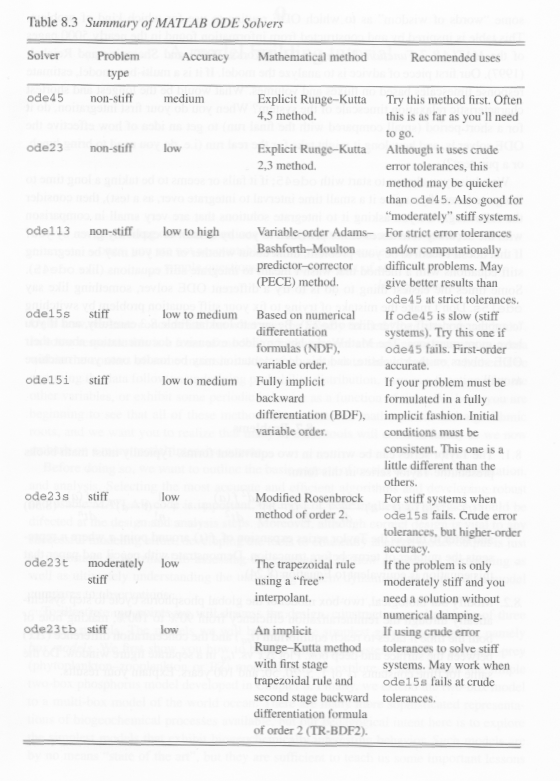 Table 8.3 Summary of MATLAB ODE Solvers
Solver Problem Accuracy Mathematical method Recomended uses
type
ode45 non-stiff medium Explicit Runge–Kutta Try this method first. Often
4,5 method. this is as far as you'll need
to go.
ode23 non-stiff low Explicit Runge–Kutta Although it uses crude
2,3 method. error tolerances, this
method may be quicker
than ode45. Also good for
"moderately" stiff systems.
ode113 non-stiff low to high Variable-order Adams– For strict error tolerances
Bashforth–Moulton and/or computationally
predictor–corrector difficult problems. May
(PECE) method. give better results than
ode45 at strict tolerances.
ode15s stiff low to medium Based on numerical If ode45 is slow (stiff
differentiation systems). Try this one if
formulas (NDF), ode45 fails. First-order
variable order. accurate.
ode15i stiff low to medium Fully implicit If your problem must be
backward formulated in a fully
differentiation (BDF), implicit fashion. Initial
variable order. conditions must be
consistent. This one is a
little different than the
others.
ode23s stiff low Modified Rosenbrock For stiff systems when
method of order 2. ode15s fails. Crude error
tolerances, but higher-order
accuracy.
ode23t moderately low The trapezoidal rule If the problem is only
stiff using a "free" moderately stiff and you
interpolant. need a solution without
numerical damping.
ode23tb stiff low An implicit If using crude error
Runge–Kutta method tolerances to solve stiff
with first stage systems. May work when
trapezoidal rule and ode15s fails at crude
second stage backward tolerances.
differentiation formula
of order 2 (TR-BDF2).